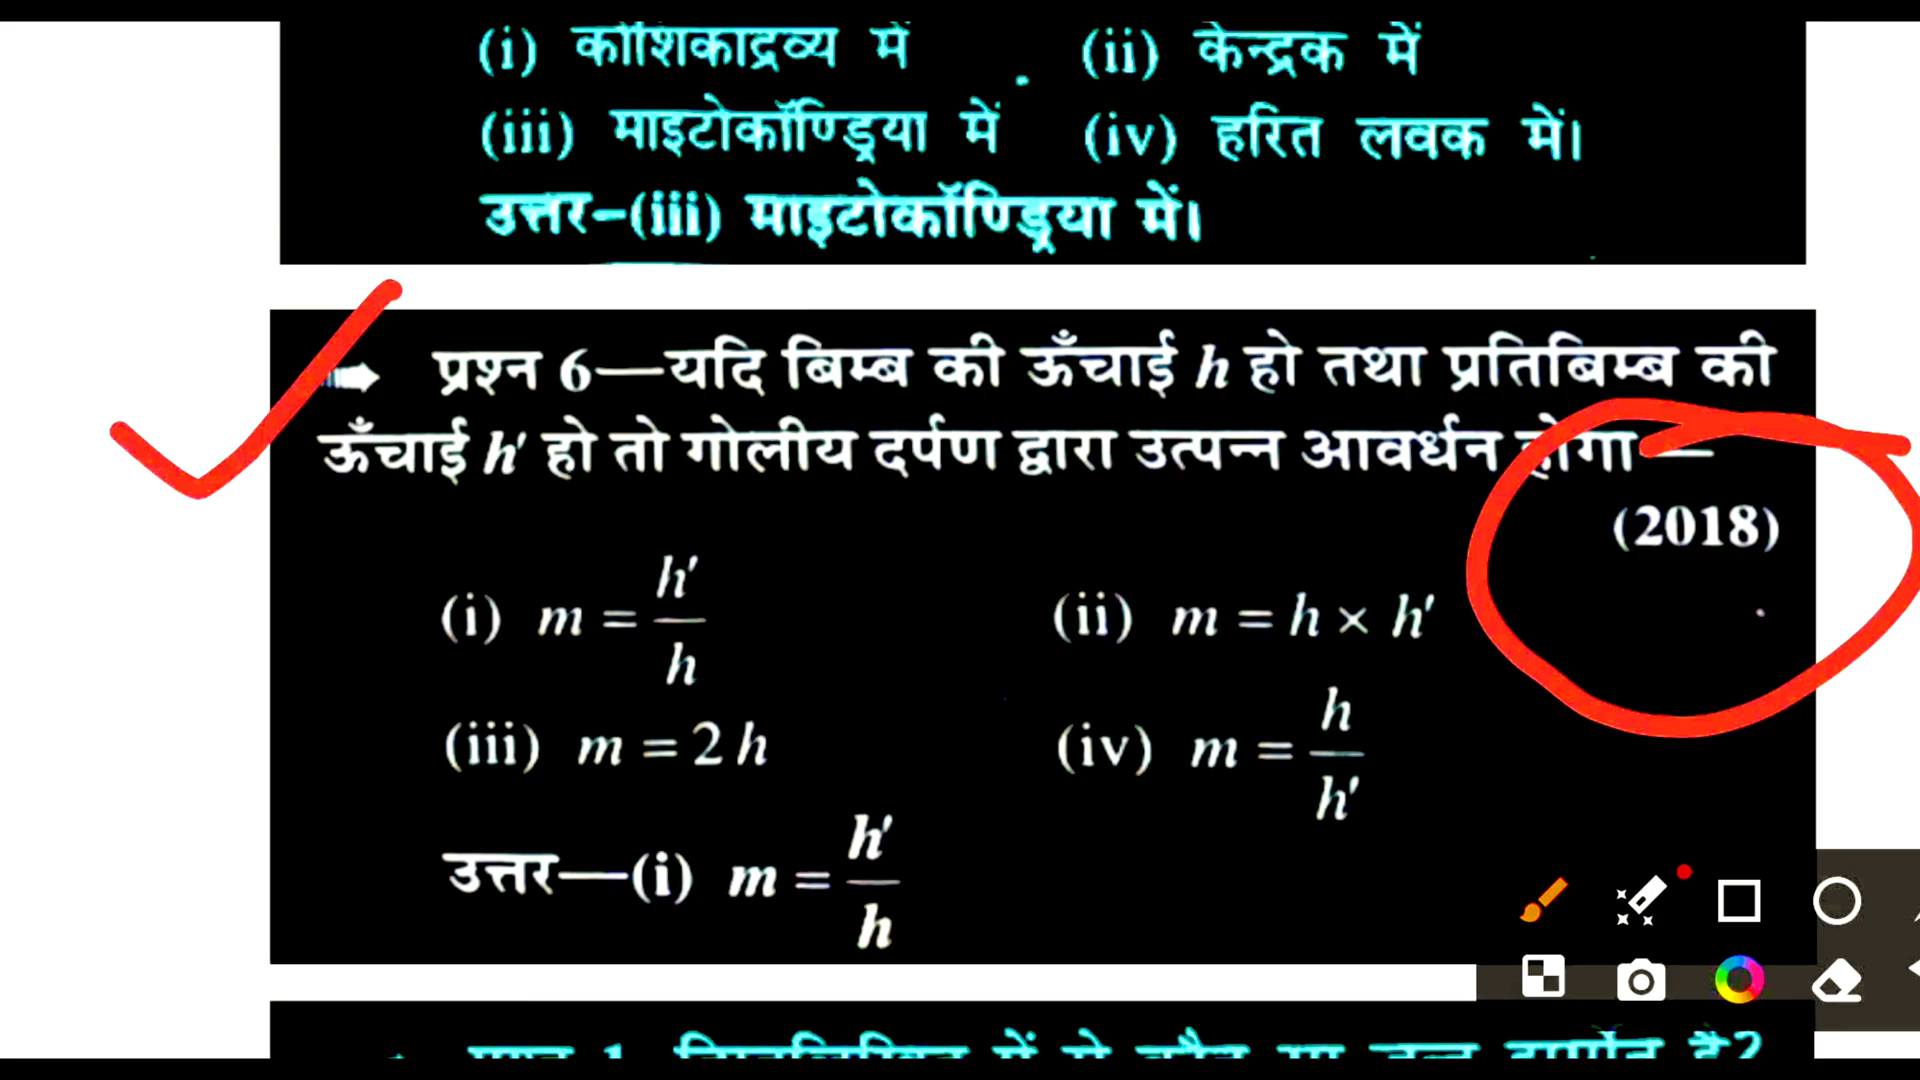 (i) कोशिकाद्रव्य में (ii) केन्द्रक में
(iii) माइटोकॉण्ड्रिया में (iv) हरित लवक में।
उत्तर–(iii) माइटोकॉण्ड्रिया में।
प्रश्न 6—यदि बिम्ब की ऊँचाई h हो तथा प्रतिबिम्ब की
ऊँचाई h' हो तो गोलीय दर्पण द्वारा उत्पन्न आवर्धन होगा—
(2018)
(i) m = h'/h (ii) m = h × h'
(iii) m = 2 h (iv) m = h/h'
उत्तर—(i) m = h'/h